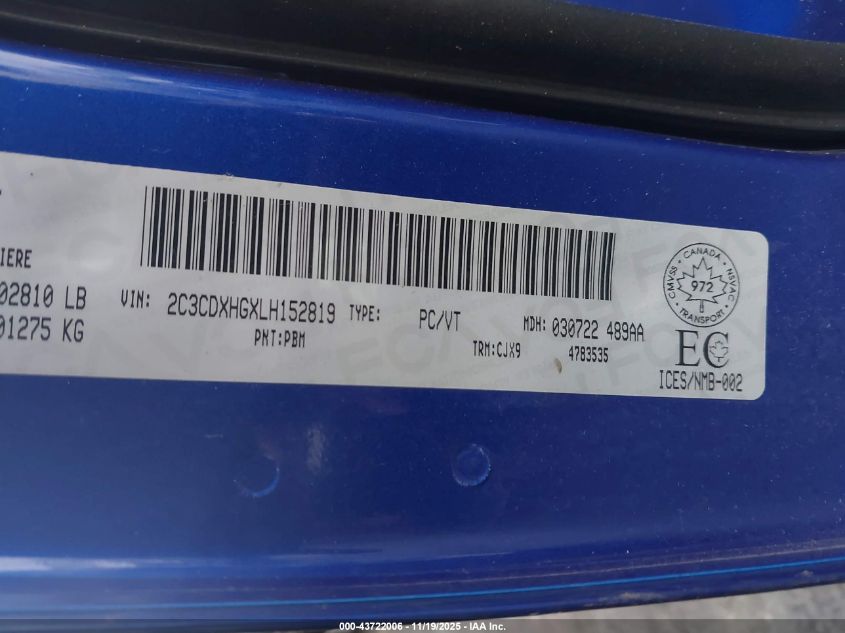 IERE
02810 LB
01275 KG
VIN: 2C3CDXHGXLH152819 TYPE: PC/VT MDH: 030722 489AA
PNT:PBM TRM:CJX9 4783535
CANADA
CMVSS 972 NSVAC
TRANSPORT
EC
ICES/NMB-002
000-43722006 - 11/19/2025 - IAA Inc.